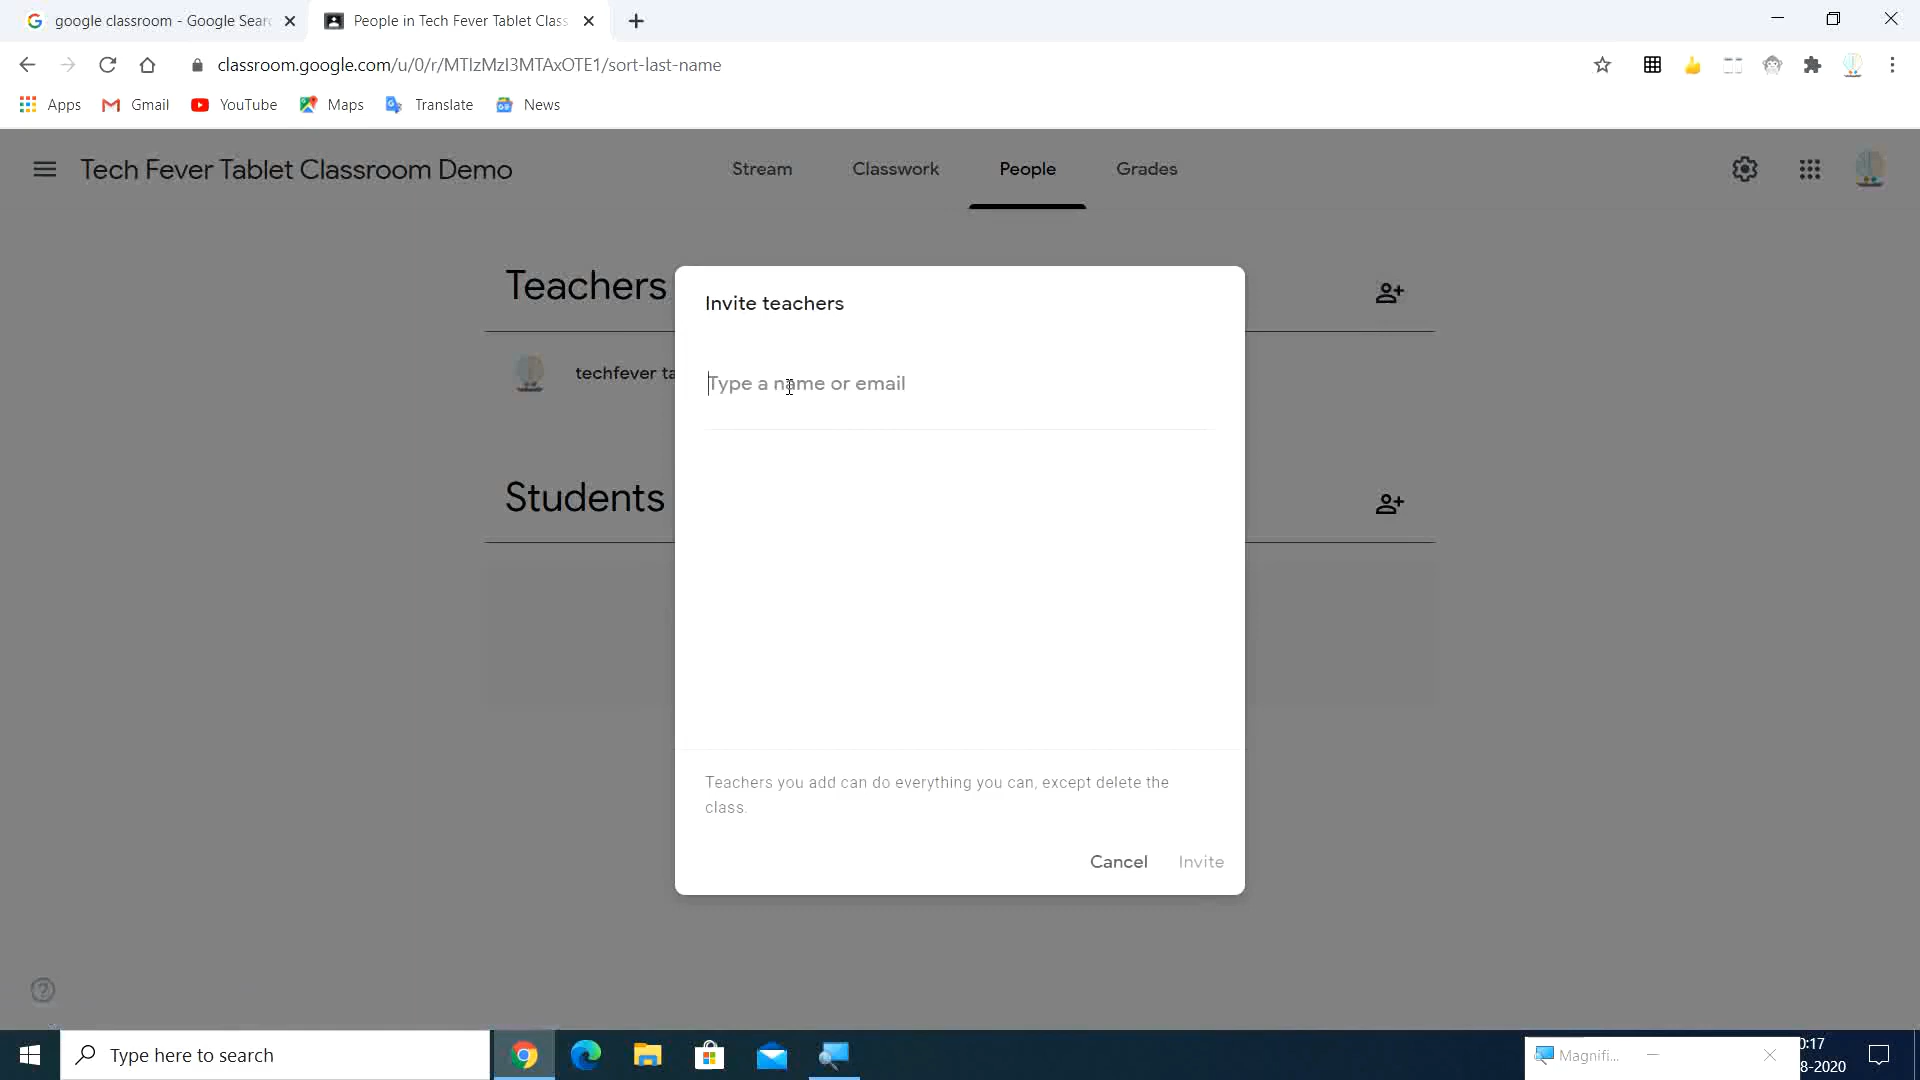 google classroom - Google Sear
People in Tech Fever Tablet Class
classroom.google.com/u/0/r/MTIzMzI3MTAxOTE1/sort-last-name
Apps
Gmail
YouTube
Maps
Translate
News
Tech Fever Tablet Classroom Demo
Stream
Classwork
People
Grades
Teachers
techfever ta
Students
Invite teachers
Type a name or email
Teachers you add can do everything you can, except delete the
class.
Cancel
Invite
Type here to search
Magnifi...
0:17
8-2020